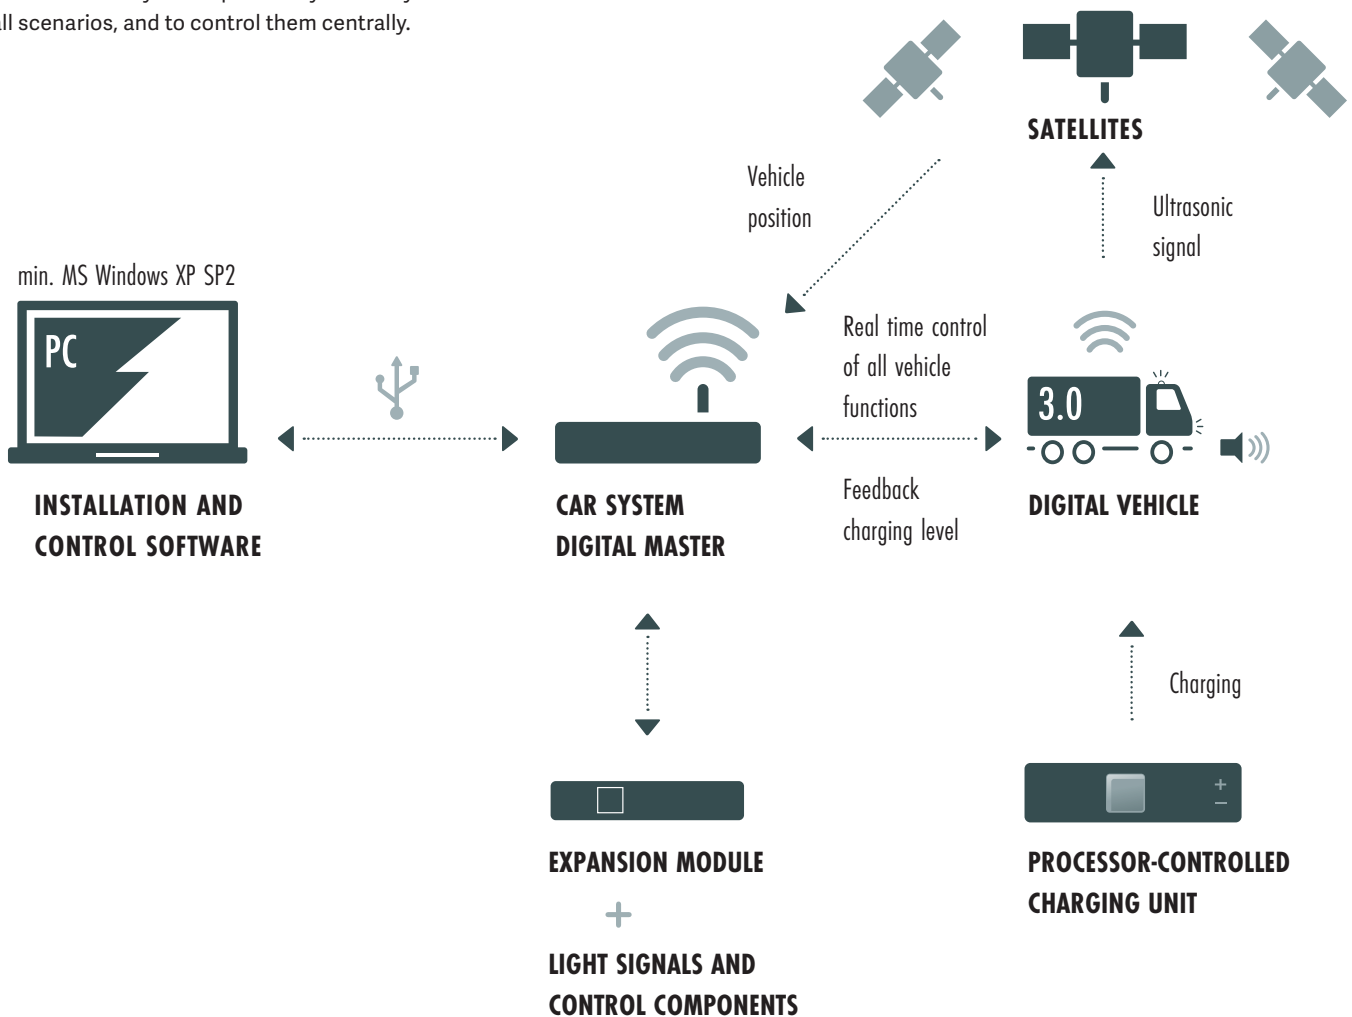 all scenarios, and to control them centrally.
SATELLITES
Vehicle
position
Ultrasonic
signal
min. MS Windows XP SP2
PC
Real time control
of all vehicle
functions
3.0
Feedback
charging level
INSTALLATION AND
CONTROL SOFTWARE
CAR SYSTEM
DIGITAL MASTER
DIGITAL VEHICLE
Charging
+
–
EXPANSION MODULE
+
LIGHT SIGNALS AND
CONTROL COMPONENTS
PROCESSOR-CONTROLLED
CHARGING UNIT